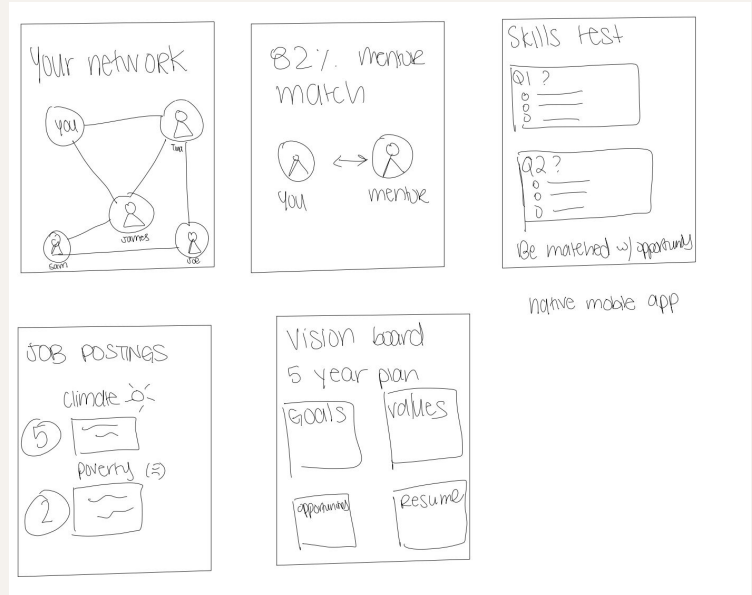 Your network
you
Tina
James
Sam
Joe
82% mentor
match
you
mentor
Skills test
Q1 ?
Q2 ?
Be matched w/ opportunity
native mobile app
JOB POSTINGS
climate
5
poverty
2
Vision board
5 year plan
Goals
values
opportunities
Resume